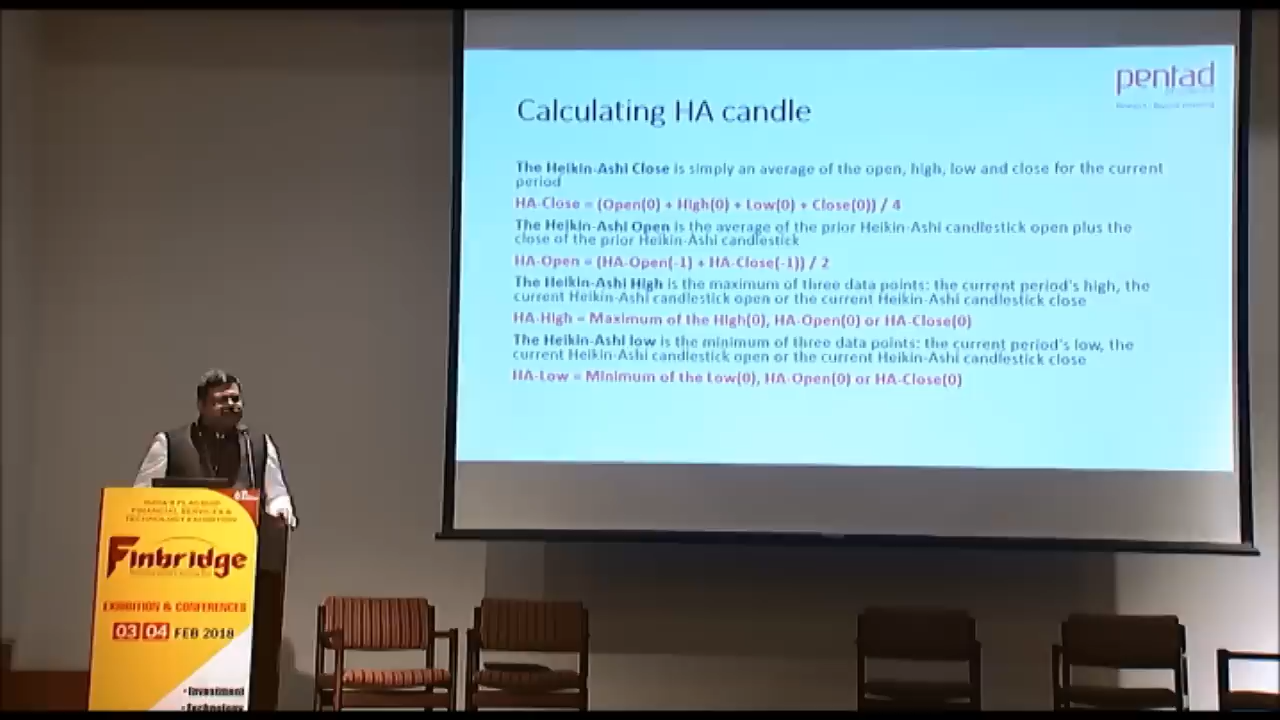 pentad
Calculating HA candle
The Heikin-Ashi Close is simply an average of the open, high, low and close for the current
period
HA-Close = (Open(0) + High(0) + Low(0) + Close(0)) / 4
The Heikin-Ashi Open is the average of the prior Heikin-Ashi candlestick open plus the
close of the prior Heikin-Ashi candlestick
HA-Open = (HA-Open(-1) + HA-Close(-1)) / 2
The Heikin-Ashi High is the maximum of three data points: the current period's high, the
current Heikin-Ashi candlestick open or the current Heikin-Ashi candlestick close
HA-High = Maximum of the High(0), HA-Open(0) or HA-Close(0)
The Heikin-Ashi low is the minimum of three data points: the current period's low, the
current Heikin-Ashi candlestick open or the current Heikin-Ashi candlestick close
HA-Low = Minimum of the Low(0), HA-Open(0) or HA-Close(0)
FINANCIAL SERVICES &
TECHNOLOGY EXHIBITION
Finbridge
EXHIBITION & CONFERENCES
03 04 FEB 2018
• Investment
• Technology